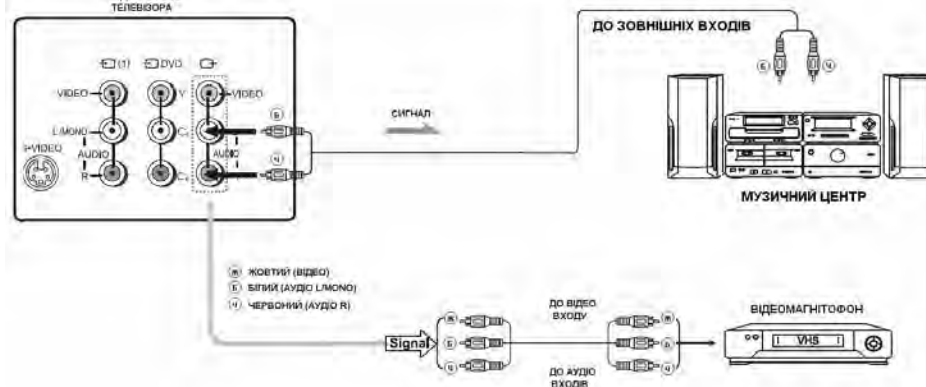 ТЕЛЕВІЗОРА
(1)
DVD
VIDEO
Y
VIDEO
L/MONO
AUDIO
R
S-VIDEO
AUDIO
Б
Ч
СИГНАЛ
ДО ЗОВНІШНІХ ВХОДІВ
Б
Ч
МУЗИЧНИЙ ЦЕНТР
Ж ЖОВТИЙ (ВІДЕО)
Б БІЛИЙ (АУДІО L/MONO)
Ч ЧЕРВОНИЙ (АУДІО R)
Signal
Ж
Б
Ч
ДО ВІДЕО
ВХОДУ
ДО АУДІО
ВХОДІВ
Ж
Б
Ч
ВІДЕОМАГНІТОФОН
VHS